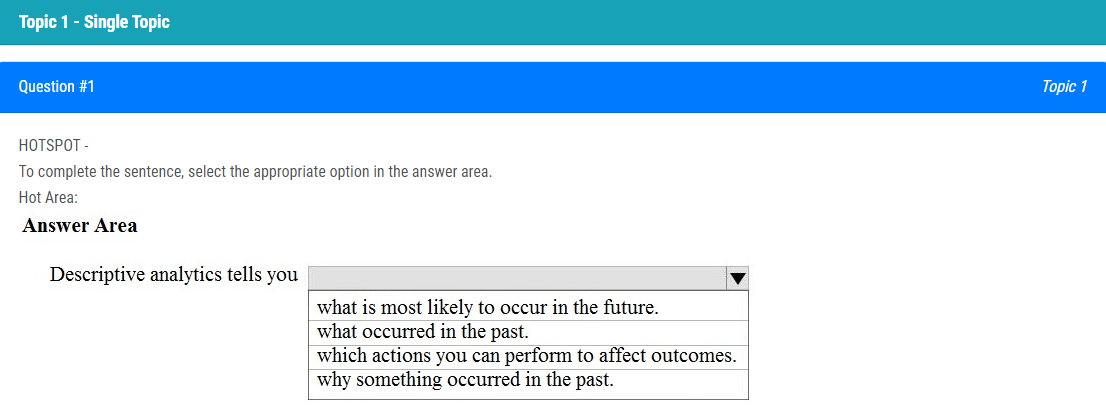 Topic 1 - Single Topic
Question #1
Topic 1
HOTSPOT -
To complete the sentence, select the appropriate option in the answer area.
Hot Area:
Answer Area
Descriptive analytics tells you
what is most likely to occur in the future.
what occurred in the past.
which actions you can perform to affect outcomes.
why something occurred in the past.